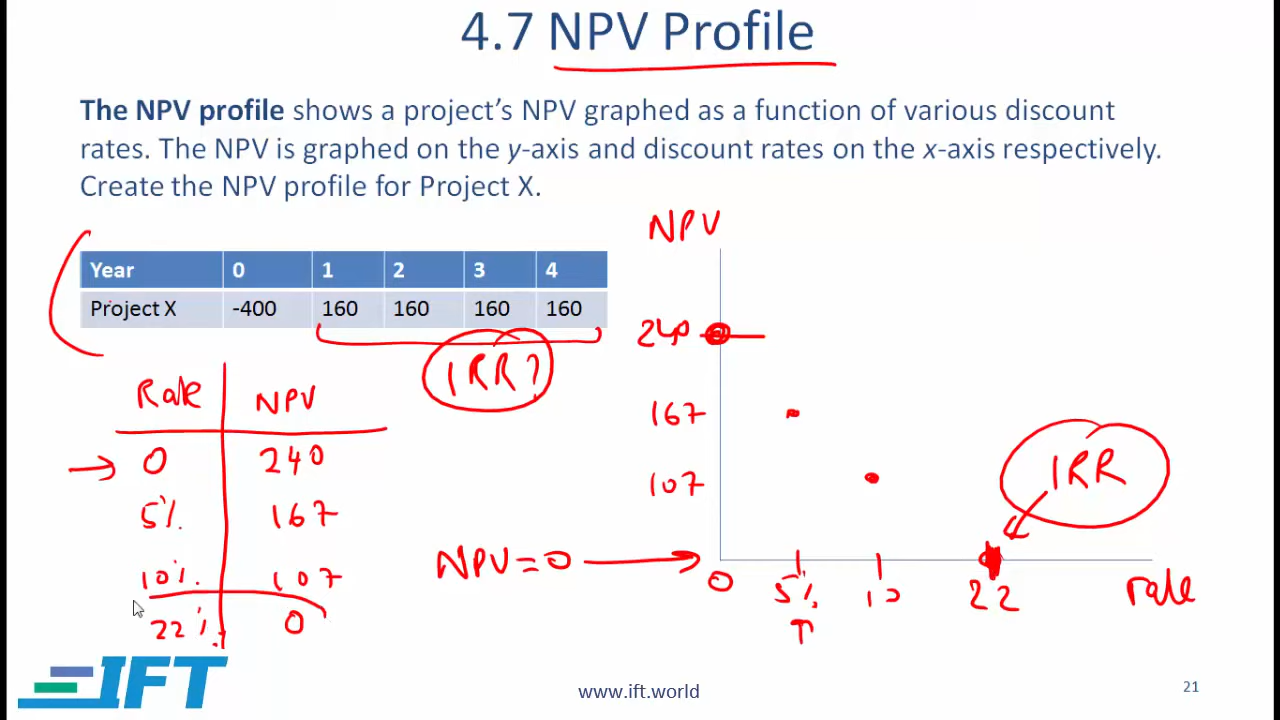 4.7 NPV Profile
The NPV profile shows a project's NPV graphed as a function of various discount
rates. The NPV is graphed on the y-axis and discount rates on the x-axis respectively.
Create the NPV profile for Project X.
Year 0 1 2 3 4
Project X -400 160 160 160 160
IRR?
Rate NPV
0 240
5% 167
10% 107
22% 0
NPV
240
167
107
NPV=0
IRR
0 5% 10 22 rate
IFT
www.ift.world
21